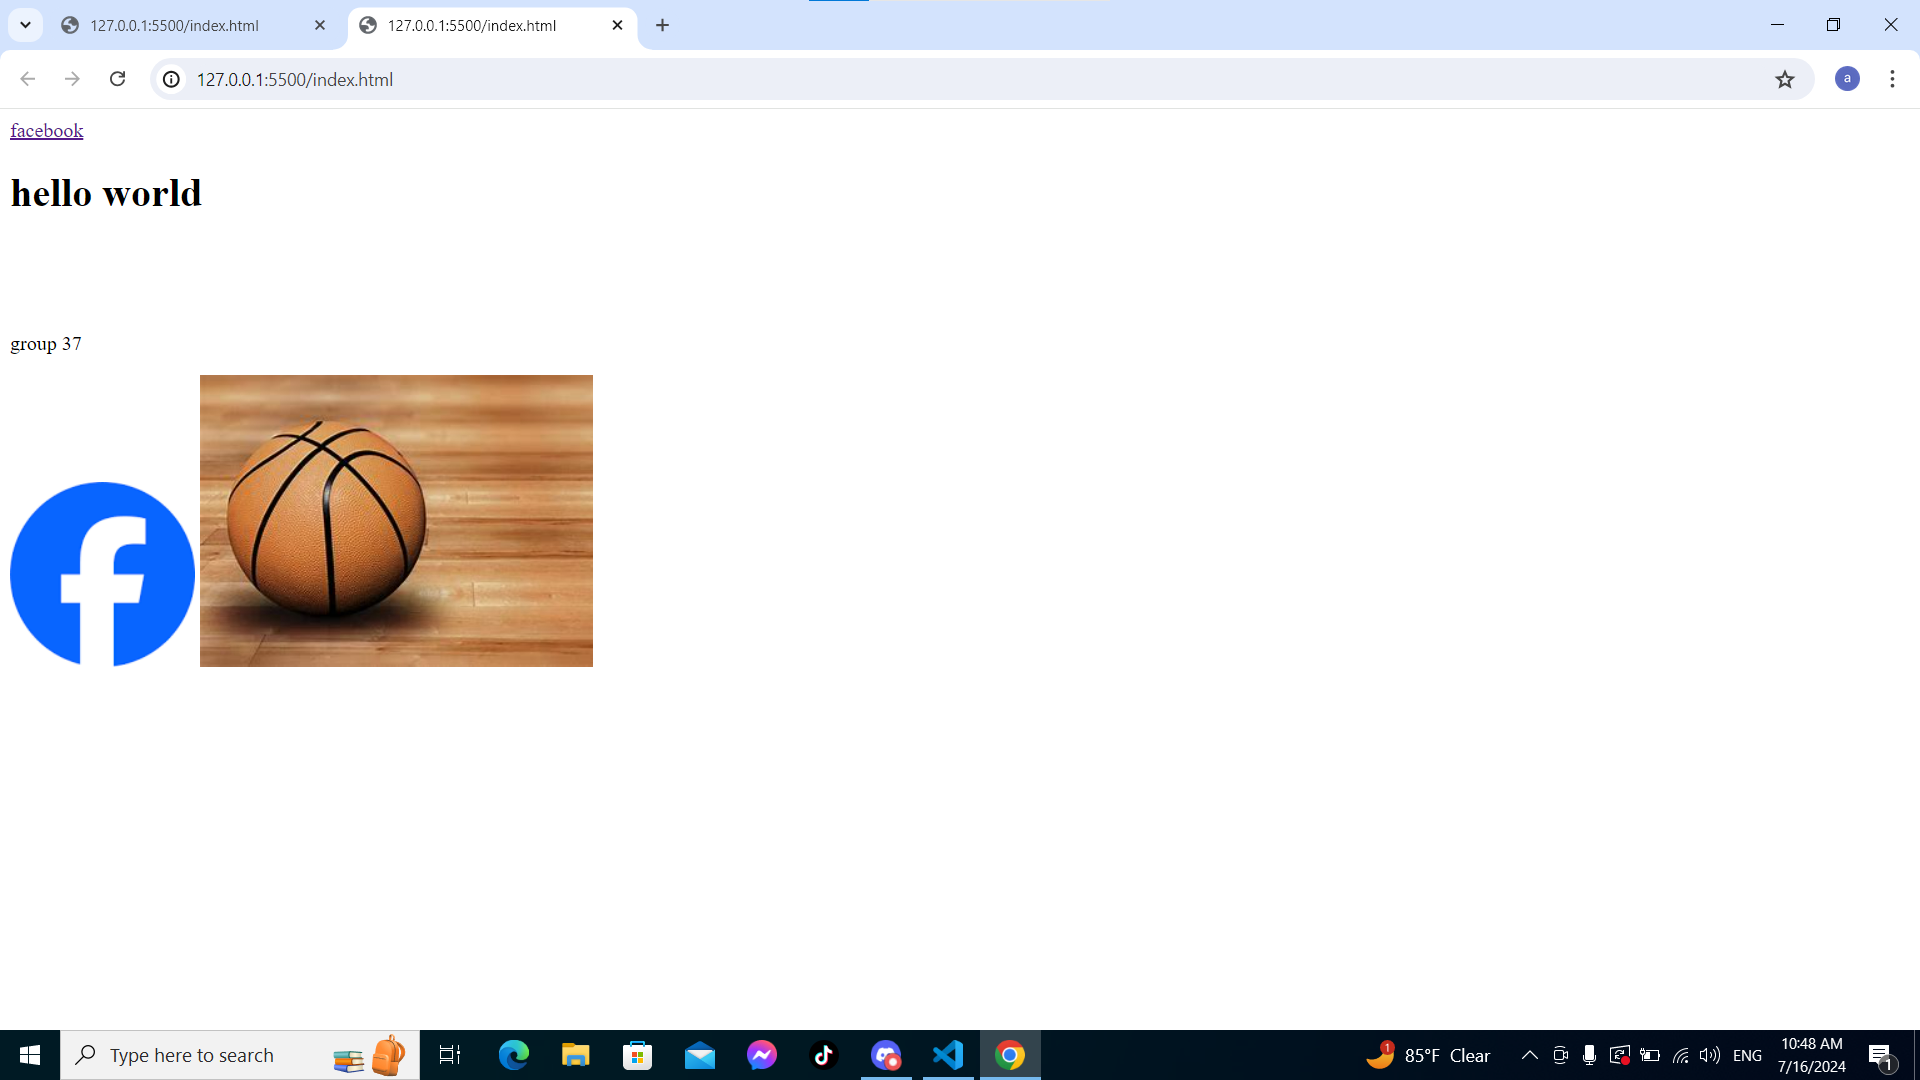 127.0.0.1:5500/index.html
127.0.0.1:5500/index.html
127.0.0.1:5500/index.html
a
facebook
hello world
group 37
Type here to search
1
85°F Clear
ENG
10:48 AM
7/16/2024
1